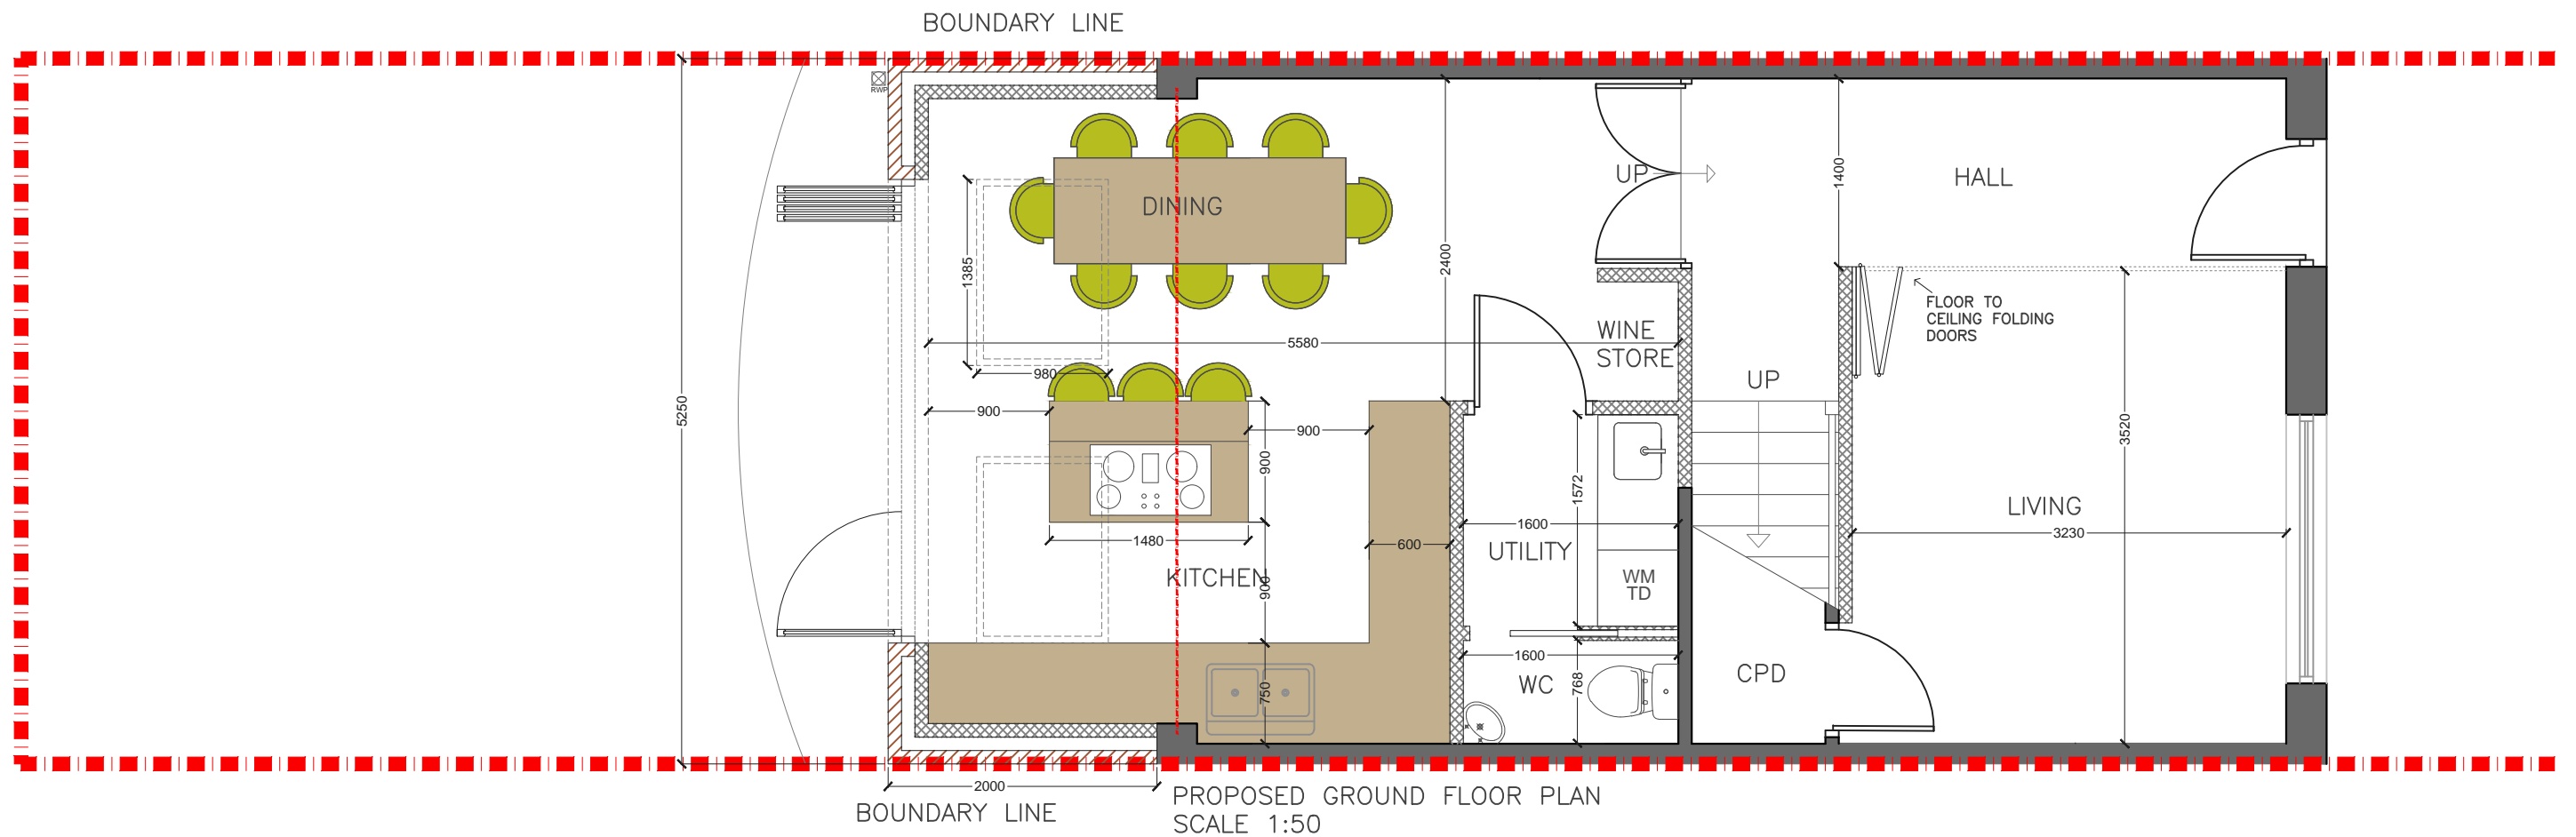 BOUNDARY LINE
RWP
DINING
UP
HALL
1400
2400
1385
5250
5580
980
WINE
STORE
FLOOR TO
CEILING FOLDING
DOORS
UP
900
900
900
1480
600
KITCHEN
900
750
1572
1600
UTILITY
WM
TD
1600
WC
768
CPD
LIVING
3230
3520
2000
BOUNDARY LINE
PROPOSED GROUND FLOOR PLAN
SCALE 1:50